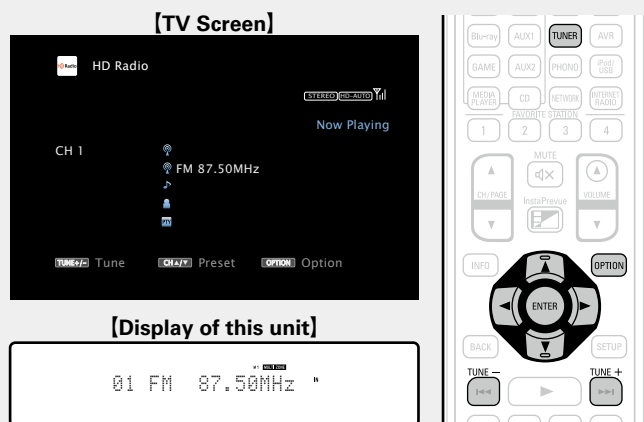 【TV Screen】
HD Radio
HD Radio
STEREO HD-AUTO
Now Playing
CH 1
FM 87.50MHz
TUNE+/- Tune CH▲/▼ Preset OPTION Option
【Display of this unit】
01 FM 87.50MHz
Blu-ray AUX1 TUNER AVR
GAME AUX2 PHONO iPod/USB
MEDIA PLAYER CD NETWORK INTERNET RADIO
FAVORITE STATION
1 2 3 4
MUTE
CH/PAGE InstaPrevue VOLUME
INFO OPTION
ENTER
BACK SETUP
TUNE – TUNE +